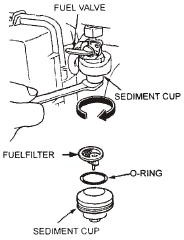 FUEL VALVE
SEDIMENT CUP
FUELFILTER
O-RING
SEDIMENT CUP